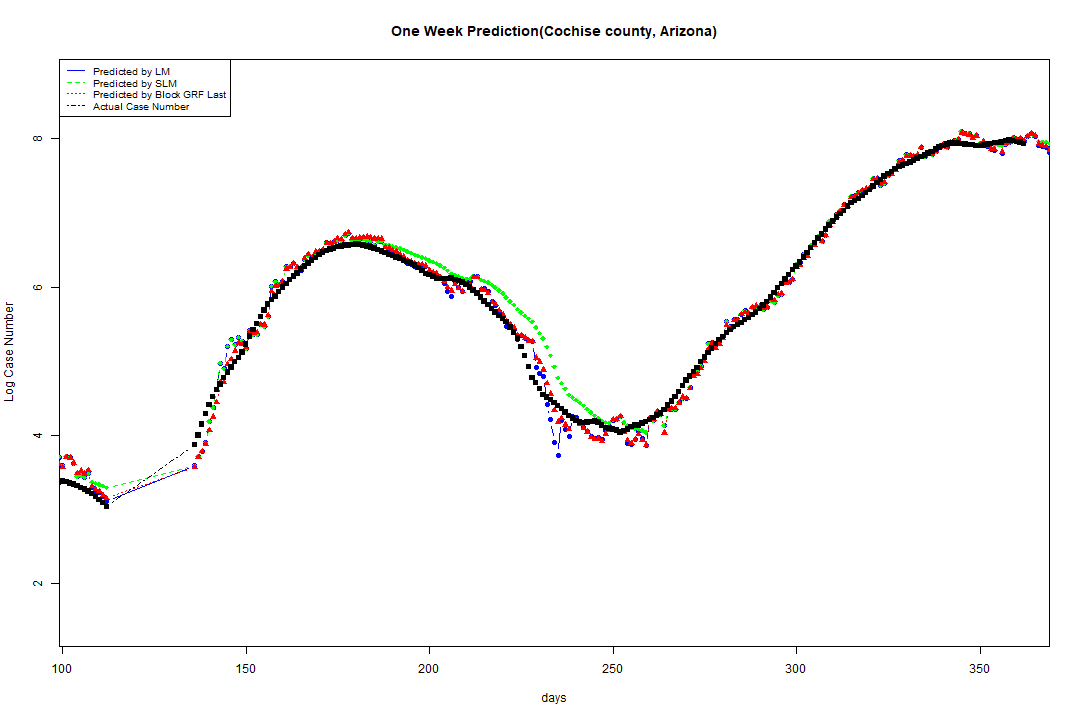 One Week Prediction(Cochise county, Arizona)
Predicted by LM
Predicted by SLM
Predicted by Block GRF Last
Actual Case Number
8
6
4
2
Log Case Number
100 150 200 250 300 350
days